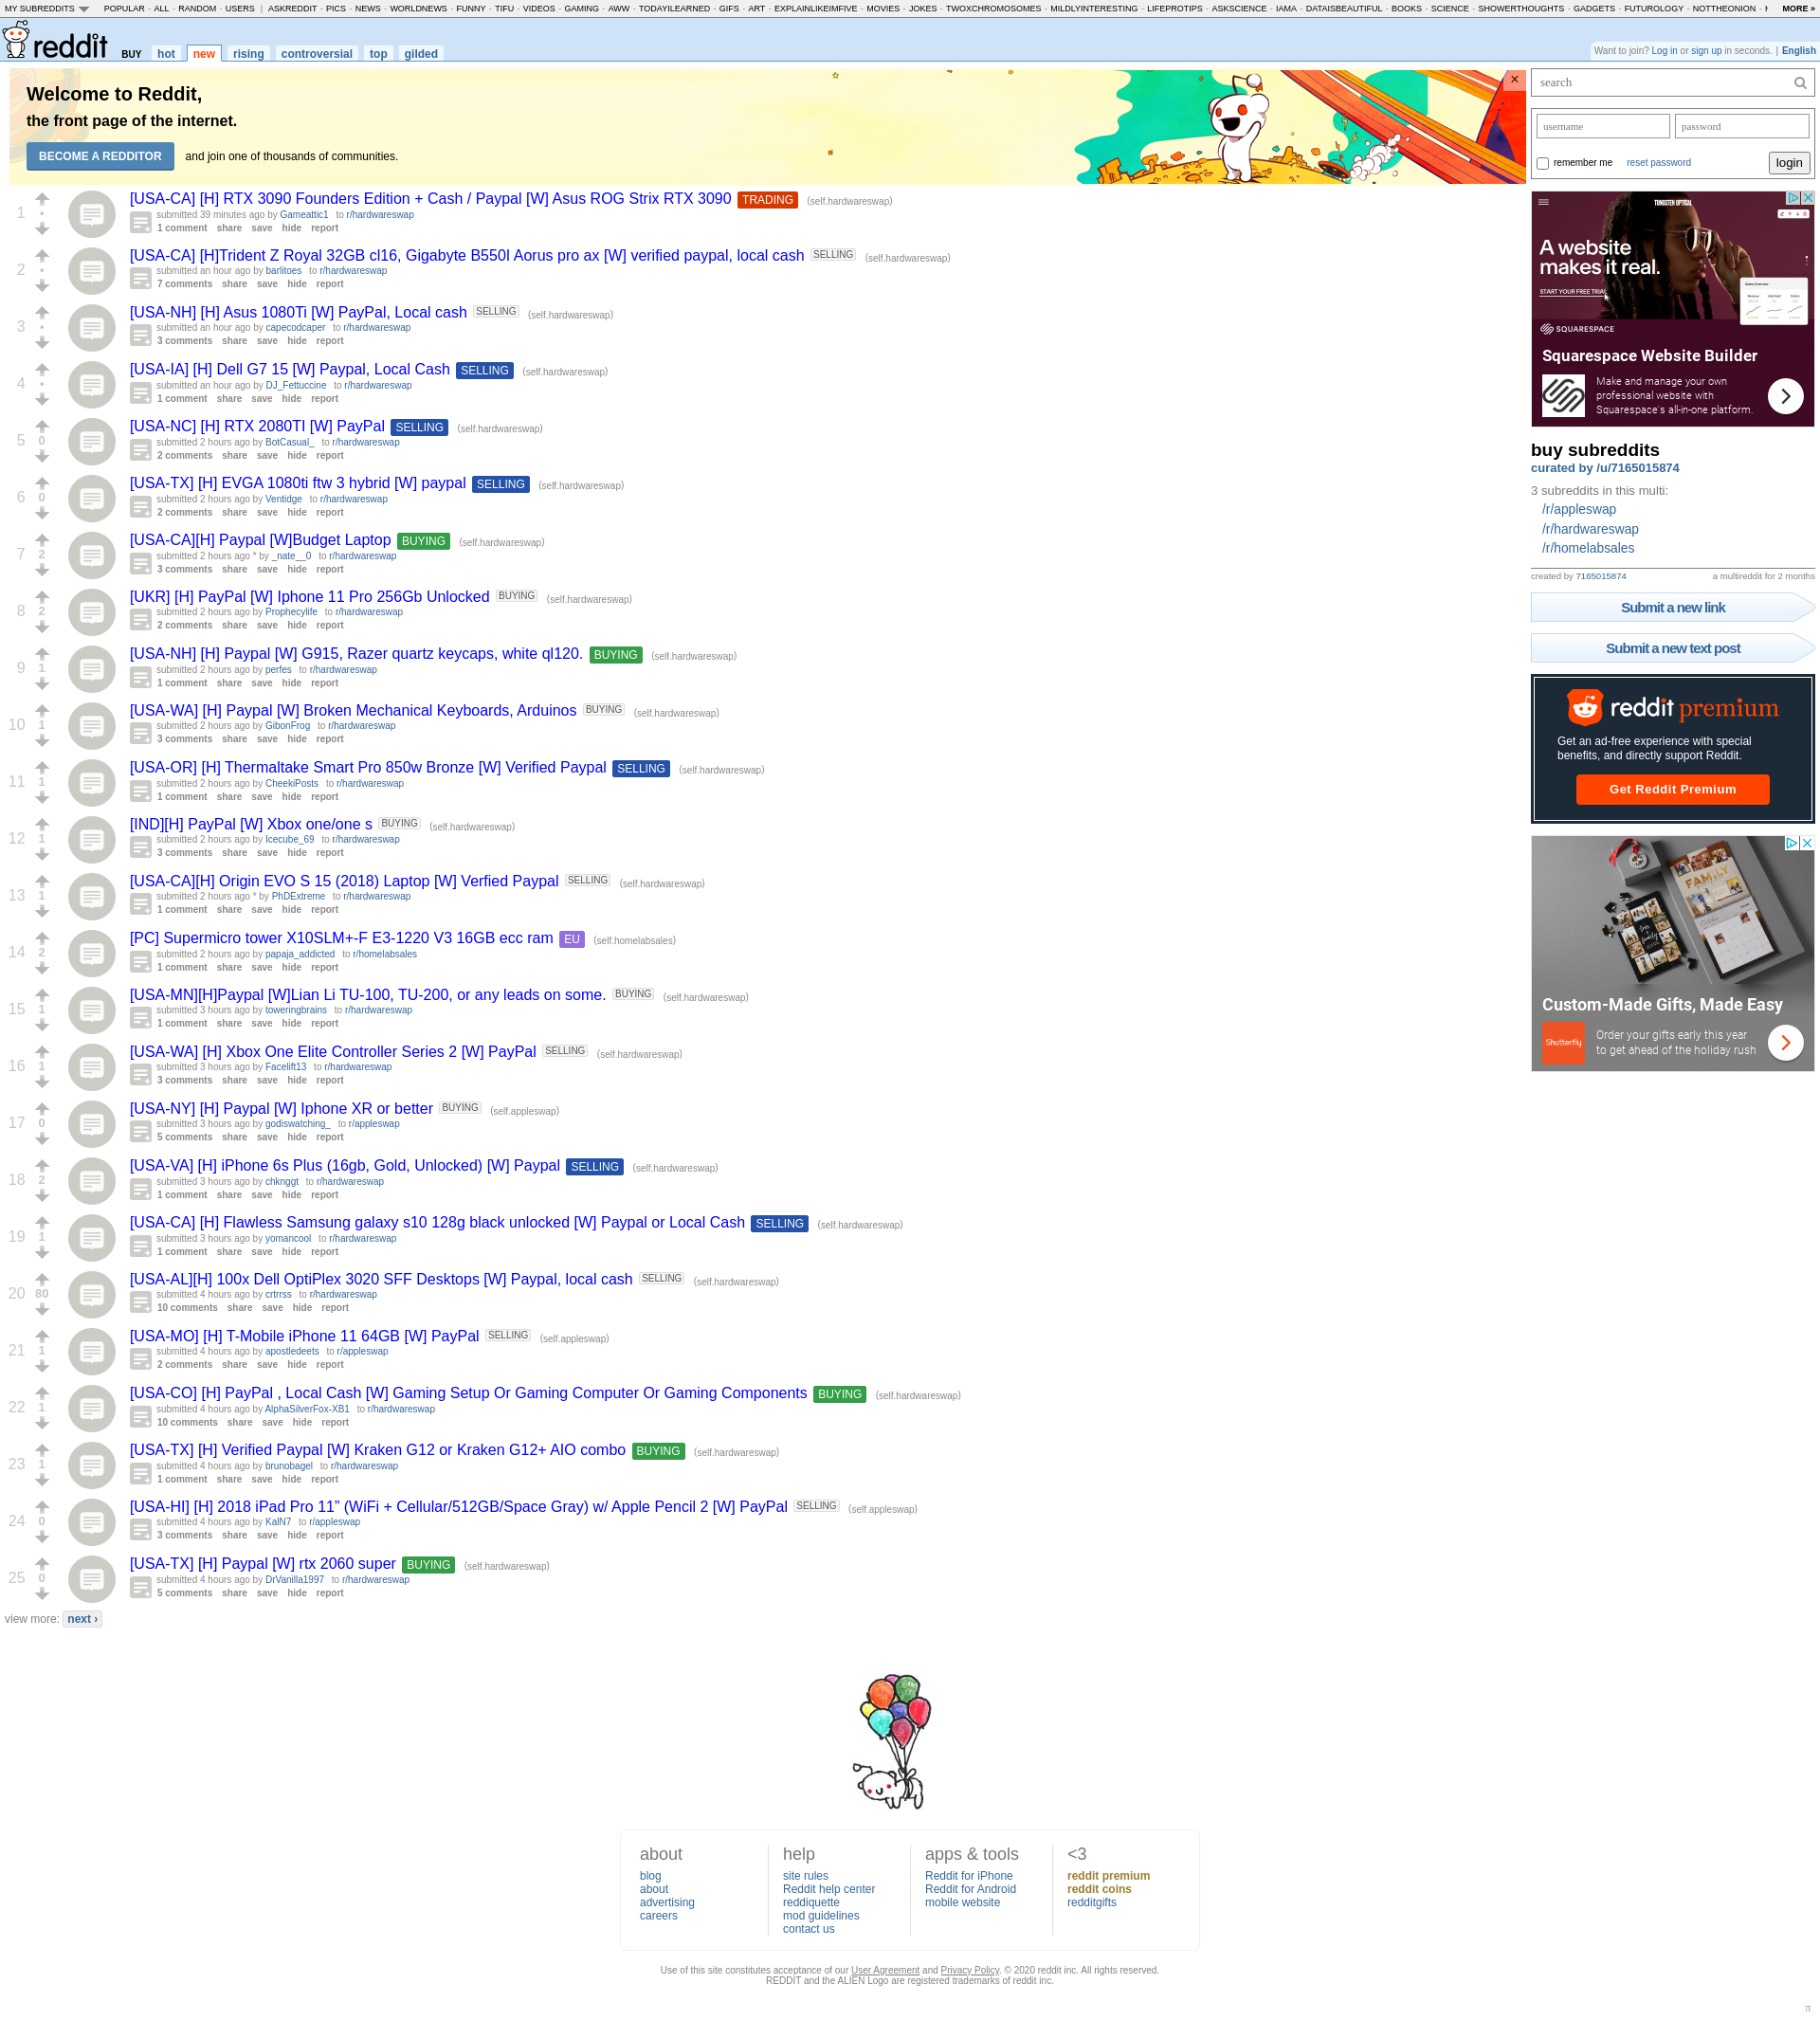 MY SUBREDDITS POPULAR - ALL - RANDOM - USERS | ASKREDDIT - PICS - NEWS - WORLDNEWS - FUNNY - TIFU - VIDEOS - GAMING - AWW - TODAYILEARNED - GIFS - ART - EXPLAINLIKEIMFIVE - MOVIES - JOKES - TWOXCHROMOSOMES - MILDLYINTERESTING - LIFEPROTIPS - ASKSCIENCE - IAMA - DATAISBEAUTIFUL - BOOKS - SCIENCE - SHOWERTHOUGHTS - GADGETS - FUTUROLOGY - NOTTHEONION - MORE »
reddit BUY hot new rising controversial top gilded
Want to join? Log in or sign up in seconds. | English
Welcome to Reddit,
the front page of the internet.
BECOME A REDDITOR and join one of thousands of communities.
×
1
[USA-CA] [H] RTX 3090 Founders Edition + Cash / Paypal [W] Asus ROG Strix RTX 3090 TRADING (self.hardwareswap)
submitted 39 minutes ago by Gameattic1 to r/hardwareswap
1 comment share save hide report
2
[USA-CA] [H]Trident Z Royal 32GB cl16, Gigabyte B550I Aorus pro ax [W] verified paypal, local cash SELLING (self.hardwareswap)
submitted an hour ago by barlitoes to r/hardwareswap
7 comments share save hide report
3
[USA-NH] [H] Asus 1080Ti [W] PayPal, Local cash SELLING (self.hardwareswap)
submitted an hour ago by capecodcaper to r/hardwareswap
3 comments share save hide report
4
[USA-IA] [H] Dell G7 15 [W] Paypal, Local Cash SELLING (self.hardwareswap)
submitted an hour ago by DJ_Fettuccine to r/hardwareswap
1 comment share save hide report
5 0
[USA-NC] [H] RTX 2080TI [W] PayPal SELLING (self.hardwareswap)
submitted 2 hours ago by BotCasual_ to r/hardwareswap
2 comments share save hide report
6 0
[USA-TX] [H] EVGA 1080ti ftw 3 hybrid [W] paypal SELLING (self.hardwareswap)
submitted 2 hours ago by Ventidge to r/hardwareswap
2 comments share save hide report
7 2
[USA-CA][H] Paypal [W]Budget Laptop BUYING (self.hardwareswap)
submitted 2 hours ago * by _nate__0 to r/hardwareswap
3 comments share save hide report
8 2
[UKR] [H] PayPal [W] Iphone 11 Pro 256Gb Unlocked BUYING (self.hardwareswap)
submitted 2 hours ago by Prophecylife to r/hardwareswap
2 comments share save hide report
9 1
[USA-NH] [H] Paypal [W] G915, Razer quartz keycaps, white ql120. BUYING (self.hardwareswap)
submitted 2 hours ago by perfes to r/hardwareswap
1 comment share save hide report
10 1
[USA-WA] [H] Paypal [W] Broken Mechanical Keyboards, Arduinos BUYING (self.hardwareswap)
submitted 2 hours ago by GibonFrog to r/hardwareswap
3 comments share save hide report
11 1
[USA-OR] [H] Thermaltake Smart Pro 850w Bronze [W] Verified Paypal SELLING (self.hardwareswap)
submitted 2 hours ago by CheekiPosts to r/hardwareswap
1 comment share save hide report
12 1
[IND][H] PayPal [W] Xbox one/one s BUYING (self.hardwareswap)
submitted 2 hours ago by Icecube_69 to r/hardwareswap
3 comments share save hide report
13 1
[USA-CA][H] Origin EVO S 15 (2018) Laptop [W] Verfied Paypal SELLING (self.hardwareswap)
submitted 2 hours ago * by PhDExtreme to r/hardwareswap
1 comment share save hide report
14 2
[PC] Supermicro tower X10SLM+-F E3-1220 V3 16GB ecc ram EU (self.homelabsales)
submitted 2 hours ago by papaja_addicted to r/homelabsales
1 comment share save hide report
15 1
[USA-MN][H]Paypal [W]Lian Li TU-100, TU-200, or any leads on some. BUYING (self.hardwareswap)
submitted 3 hours ago by toweringbrains to r/hardwareswap
1 comment share save hide report
16 1
[USA-WA] [H] Xbox One Elite Controller Series 2 [W] PayPal SELLING (self.hardwareswap)
submitted 3 hours ago by Facelift13 to r/hardwareswap
3 comments share save hide report
17 0
[USA-NY] [H] Paypal [W] Iphone XR or better BUYING (self.appleswap)
submitted 3 hours ago by godiswatching_ to r/appleswap
5 comments share save hide report
18 2
[USA-VA] [H] iPhone 6s Plus (16gb, Gold, Unlocked) [W] Paypal SELLING (self.hardwareswap)
submitted 3 hours ago by chknggt to r/hardwareswap
1 comment share save hide report
19 1
[USA-CA] [H] Flawless Samsung galaxy s10 128g black unlocked [W] Paypal or Local Cash SELLING (self.hardwareswap)
submitted 3 hours ago by yomancool to r/hardwareswap
1 comment share save hide report
20 80
[USA-AL][H] 100x Dell OptiPlex 3020 SFF Desktops [W] Paypal, local cash SELLING (self.hardwareswap)
submitted 4 hours ago by crtrrss to r/hardwareswap
10 comments share save hide report
21 1
[USA-MO] [H] T-Mobile iPhone 11 64GB [W] PayPal SELLING (self.appleswap)
submitted 4 hours ago by apostledeets to r/appleswap
2 comments share save hide report
22 1
[USA-CO] [H] PayPal , Local Cash [W] Gaming Setup Or Gaming Computer Or Gaming Components BUYING (self.hardwareswap)
submitted 4 hours ago by AlphaSilverFox-XB1 to r/hardwareswap
10 comments share save hide report
23 1
[USA-TX] [H] Verified Paypal [W] Kraken G12 or Kraken G12+ AIO combo BUYING (self.hardwareswap)
submitted 4 hours ago by brunobagel to r/hardwareswap
1 comment share save hide report
24 0
[USA-HI] [H] 2018 iPad Pro 11” (WiFi + Cellular/512GB/Space Gray) w/ Apple Pencil 2 [W] PayPal SELLING (self.appleswap)
submitted 4 hours ago by KalN7 to r/appleswap
3 comments share save hide report
25 0
[USA-TX] [H] Paypal [W] rtx 2060 super BUYING (self.hardwareswap)
submitted 4 hours ago by DrVanilla1997 to r/hardwareswap
5 comments share save hide report
view more: next ›
search
username password
remember me reset password login
TUNGSTEN OPTICAL
A website
makes it real.
START YOUR FREE TRIAL
SQUARESPACE
Squarespace Website Builder
Make and manage your own
professional website with
Squarespace's all-in-one platform.
buy subreddits
curated by /u/7165015874
3 subreddits in this multi:
/r/appleswap
/r/hardwareswap
/r/homelabsales
created by 7165015874 a multireddit for 2 months
Submit a new link
Submit a new text post
reddit premium
Get an ad-free experience with special
benefits, and directly support Reddit.
Get Reddit Premium
FAMILY
Custom-Made Gifts, Made Easy
Shutterfly
Order your gifts early this year
to get ahead of the holiday rush
about help apps & tools <3
blog site rules Reddit for iPhone reddit premium
about Reddit help center Reddit for Android reddit coins
advertising reddiquette mobile website redditgifts
careers mod guidelines
contact us
Use of this site constitutes acceptance of our User Agreement and Privacy Policy. © 2020 reddit inc. All rights reserved.
REDDIT and the ALIEN Logo are registered trademarks of reddit inc.
π